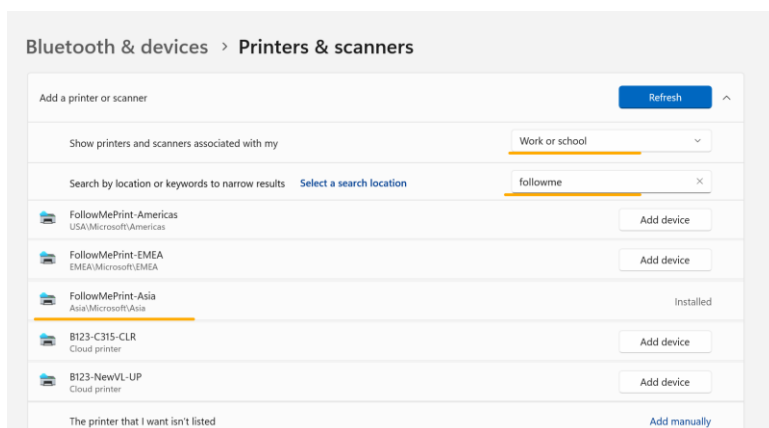 Bluetooth & devices > Printers & scanners
Add a printer or scanner Refresh
Show printers and scanners associated with my Work or school
Search by location or keywords to narrow results Select a search location followme
FollowMePrint-Americas
USA\Microsoft\Americas
Add device
FollowMePrint-EMEA
EMEA\Microsoft\EMEA
Add device
FollowMePrint-Asia
Asia\Microsoft\Asia
Installed
B123-C315-CLR
Cloud printer
Add device
B123-NewVL-UP
Cloud printer
Add device
The printer that I want isn't listed Add manually